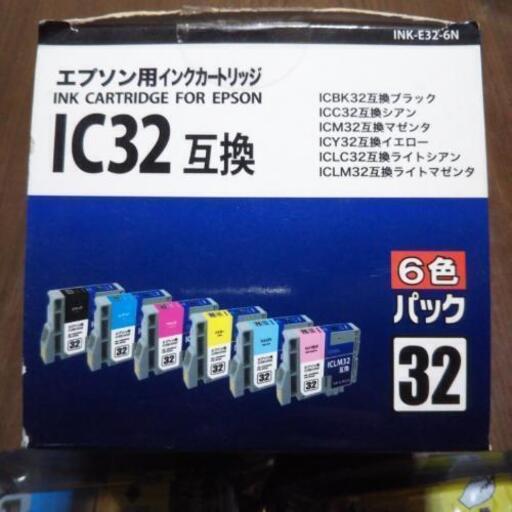 INK-E32-6N
エプソン用インクカートリッジ
INK CARTRIDGE FOR EPSON
IC32 互換
ICBK32互換ブラック
ICC32互換シアン
ICM32互換マゼンタ
ICY32互換イエロー
ICLC32互換ライトシアン
ICLM32互換ライトマゼンタ
6色
パック
32
32
32
32
32
32
32
ICLM32
互換